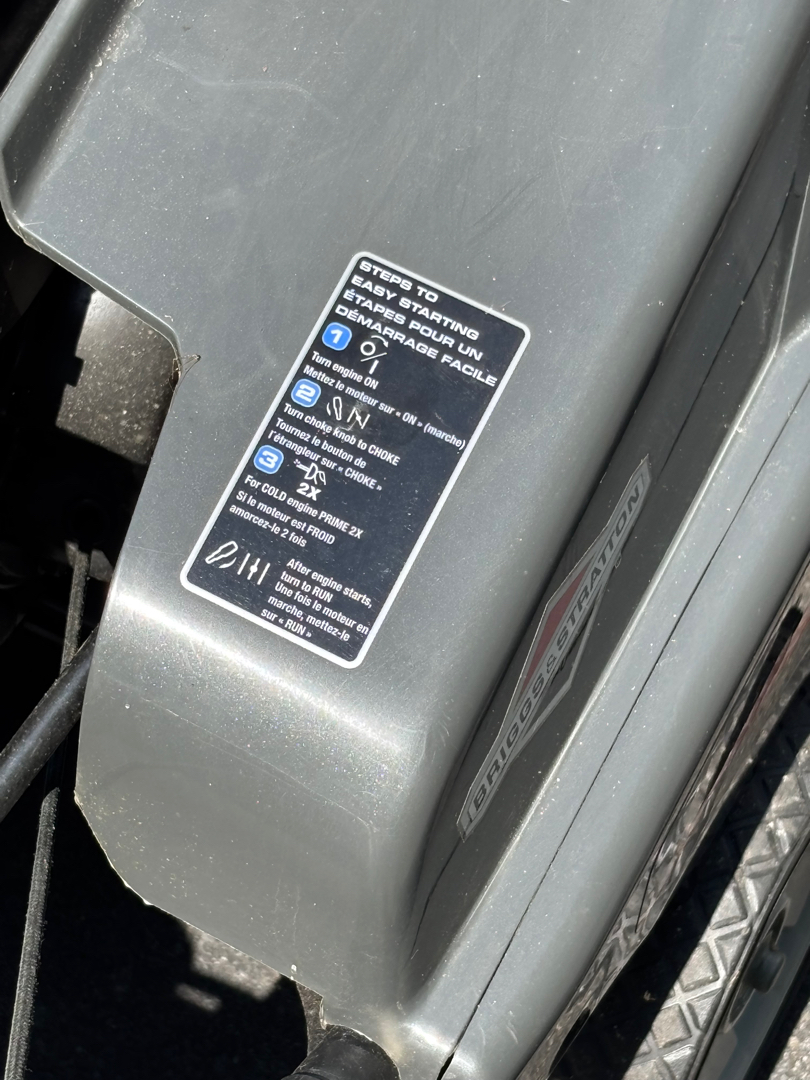 STEPS TO
EASY STARTING
ÉTAPES POUR UN
DÉMARRAGE FACILE
1
Turn engine ON
Mettez le moteur sur « ON » (marche)
2
Turn choke knob to CHOKE
Tournez le bouton de
l'étrangleur sur « CHOKE »
3
2X
For COLD engine PRIME 2X
Si le moteur est FROID
amorcez-le 2 fois
After engine starts,
turn to RUN
Une fois le moteur en
marche, mettez-le
sur « RUN »
BRIGGS & STRATTON